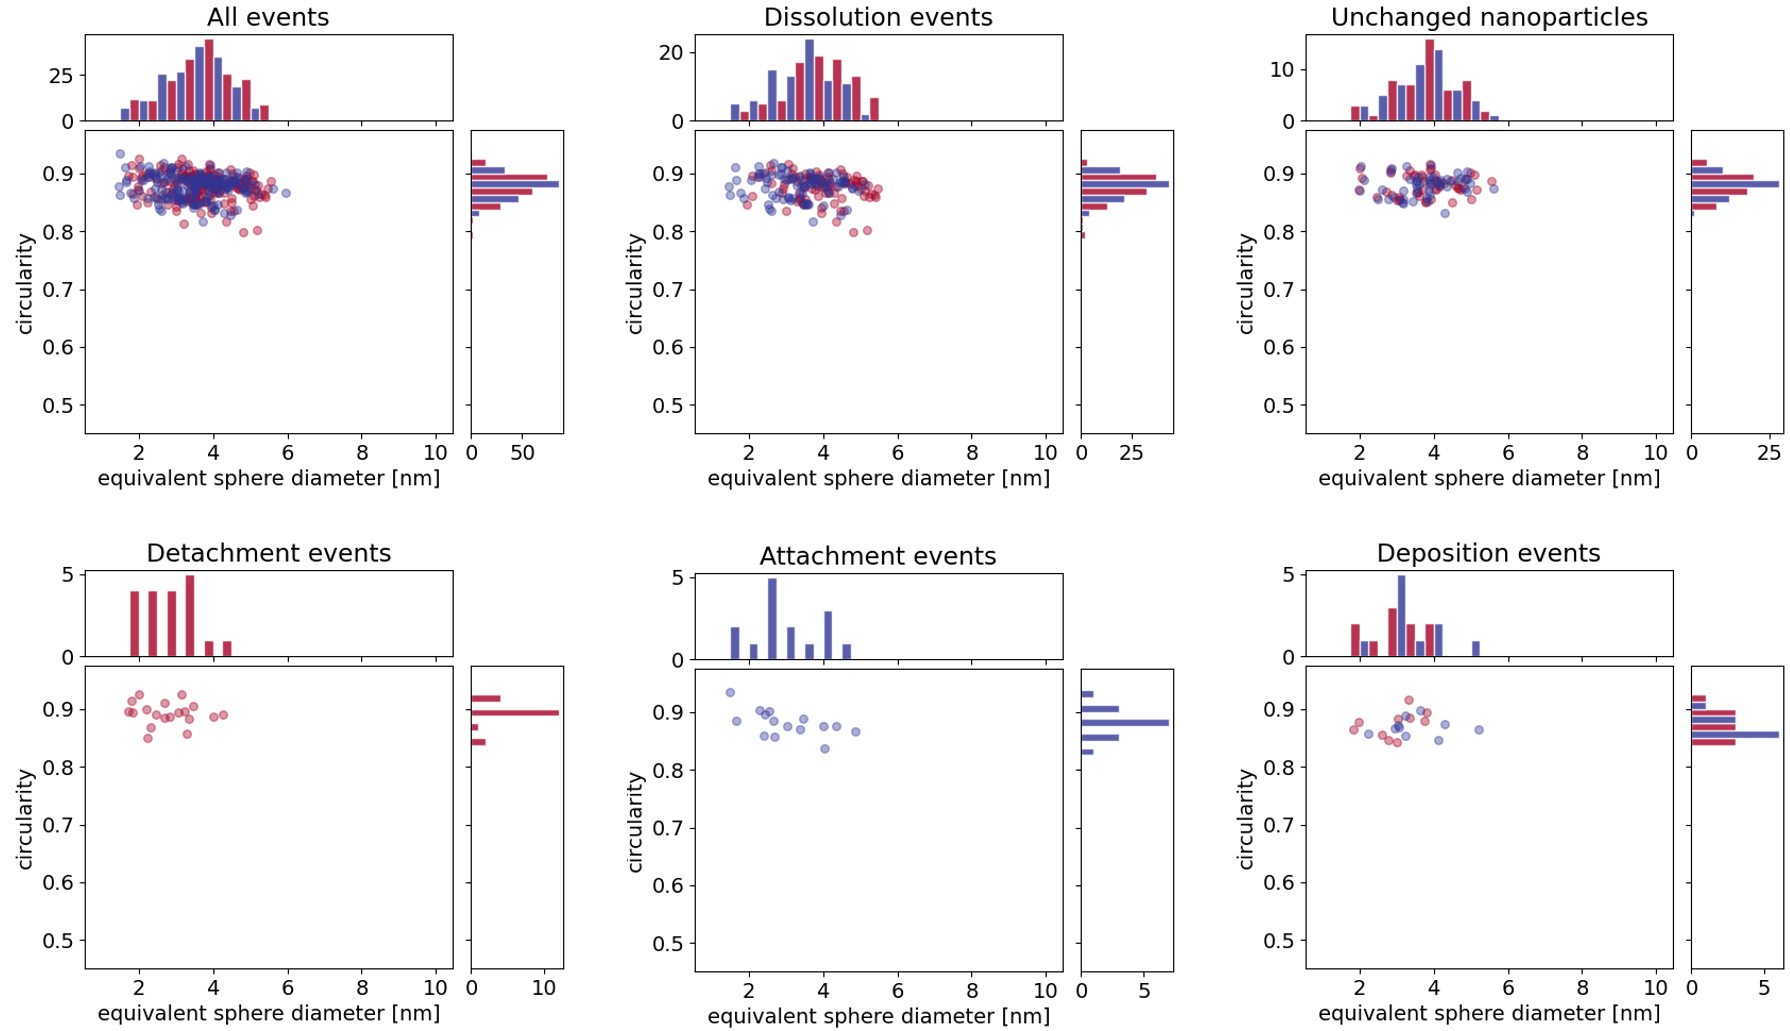 All events
25
0
0.9
0.8
0.7
0.6
0.5
circularity
2 4 6 8 10
0 50
equivalent sphere diameter [nm]
Dissolution events
20
0
0.9
0.8
0.7
0.6
0.5
circularity
2 4 6 8 10
0 25
equivalent sphere diameter [nm]
Unchanged nanoparticles
10
0
0.9
0.8
0.7
0.6
0.5
circularity
2 4 6 8 10
0 25
equivalent sphere diameter [nm]
Detachment events
5
0
0.9
0.8
0.7
0.6
0.5
circularity
2 4 6 8 10
0 10
equivalent sphere diameter [nm]
Attachment events
5
0
0.9
0.8
0.7
0.6
0.5
circularity
2 4 6 8 10
0 5
equivalent sphere diameter [nm]
Deposition events
5
0
0.9
0.8
0.7
0.6
0.5
circularity
2 4 6 8 10
0 5
equivalent sphere diameter [nm]